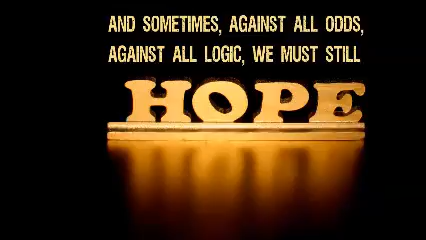 AND SOMETIMES, AGAINST ALL ODDS,
AGAINST ALL LOGIC, WE MUST STILL
HOPE